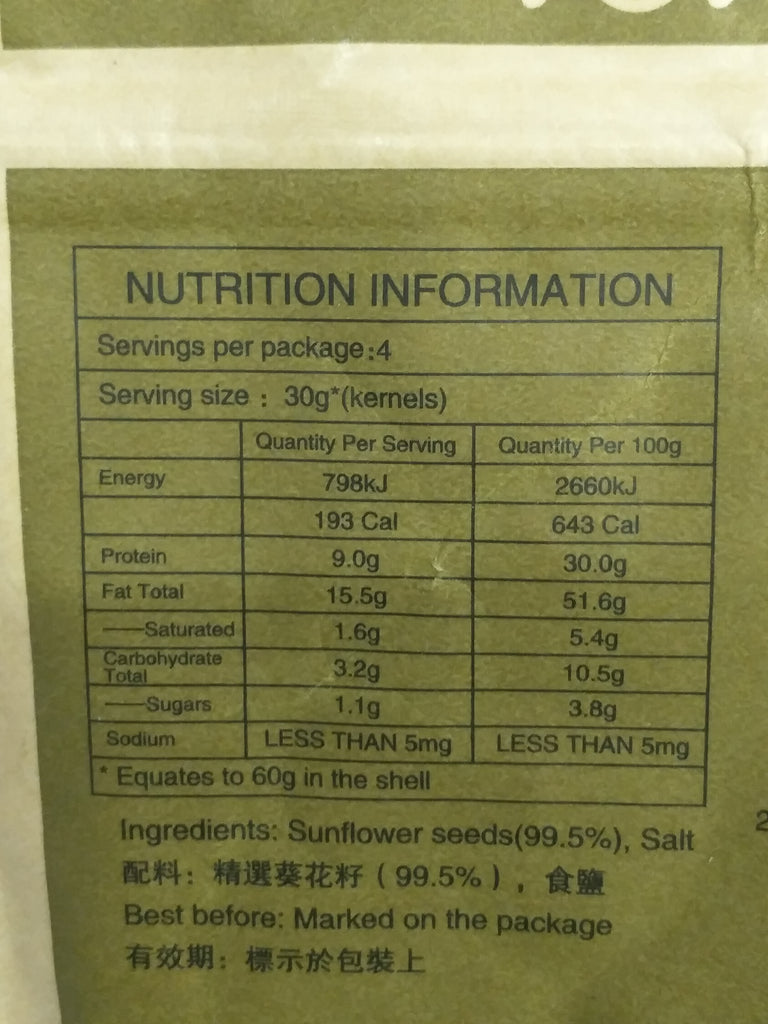 NUTRITION INFORMATION
Servings per package:4
Serving size : 30g*(kernels)
Quantity Per Serving Quantity Per 100g
Energy 798kJ 2660kJ
193 Cal 643 Cal
Protein 9.0g 30.0g
Fat Total 15.5g 51.6g
——Saturated 1.6g 5.4g
Carbohydrate Total 3.2g 10.5g
——Sugars 1.1g 3.8g
Sodium LESS THAN 5mg LESS THAN 5mg
* Equates to 60g in the shell
Ingredients: Sunflower seeds(99.5%), Salt
配料：精選葵花籽（99.5%），食鹽
Best before: Marked on the package
有效期：標示於包裝上